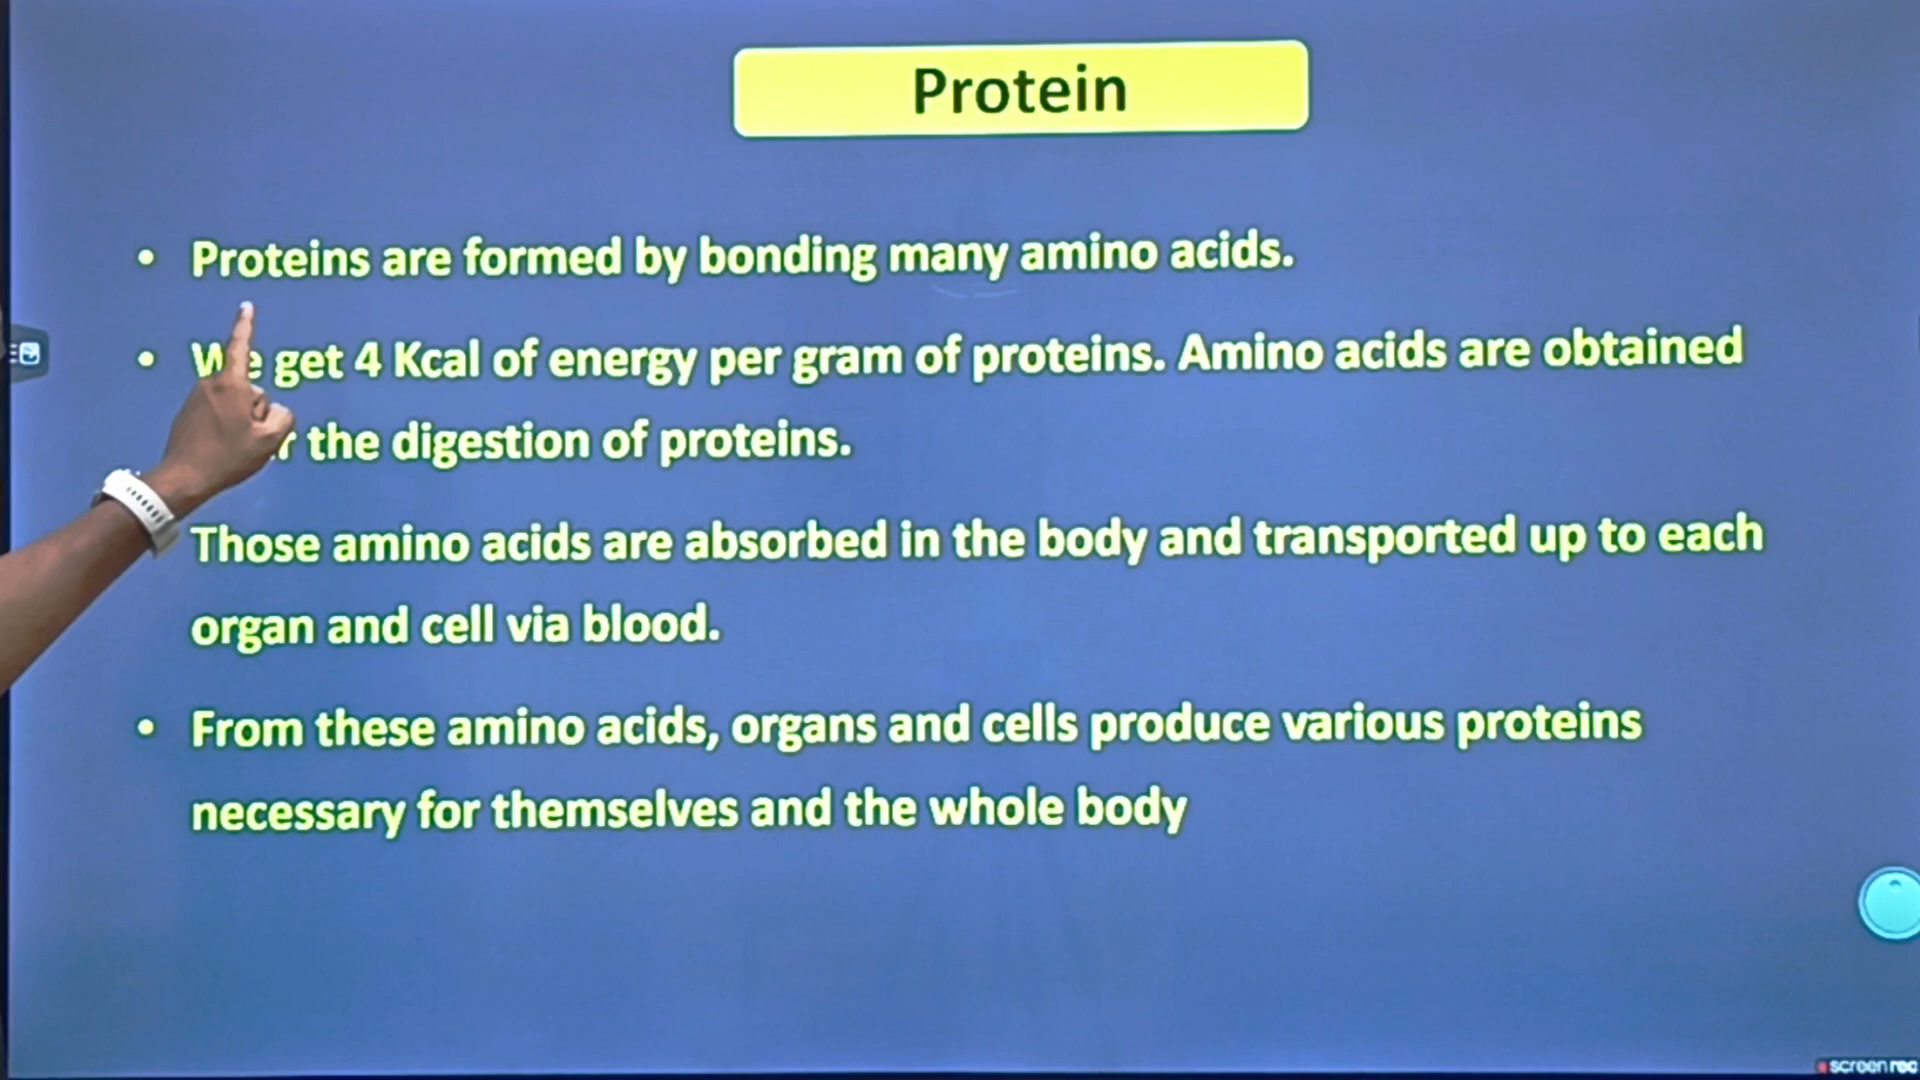 Protein
• Proteins are formed by bonding many amino acids.
• We get 4 Kcal of energy per gram of proteins. Amino acids are obtained
the digestion of proteins.
Those amino acids are absorbed in the body and transported up to each
organ and cell via blood.
• From these amino acids, organs and cells produce various proteins
necessary for themselves and the whole body
screen rec